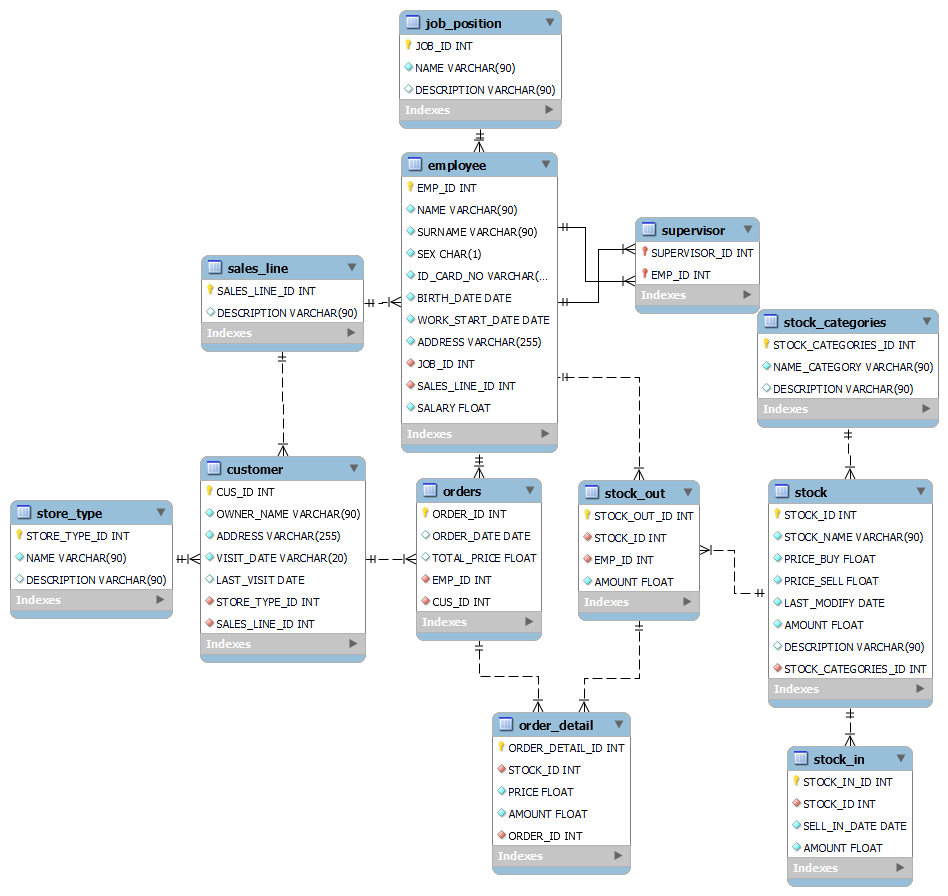 job_position
JOB_ID INT
NAME VARCHAR(90)
DESCRIPTION VARCHAR(90)
Indexes
employee
EMP_ID INT
NAME VARCHAR(90)
SURNAME VARCHAR(90)
SEX CHAR(1)
ID_CARD_NO VARCHAR(...
BIRTH_DATE DATE
WORK_START_DATE DATE
ADDRESS VARCHAR(255)
JOB_ID INT
SALES_LINE_ID INT
SALARY FLOAT
Indexes
supervisor
SUPERVISOR_ID INT
EMP_ID INT
Indexes
sales_line
SALES_LINE_ID INT
DESCRIPTION VARCHAR(90)
Indexes
stock_categories
STOCK_CATEGORIES_ID INT
NAME_CATEGORY VARCHAR(90)
DESCRIPTION VARCHAR(90)
Indexes
customer
CUS_ID INT
OWNER_NAME VARCHAR(90)
ADDRESS VARCHAR(255)
VISIT_DATE VARCHAR(20)
LAST_VISIT DATE
STORE_TYPE_ID INT
SALES_LINE_ID INT
Indexes
store_type
STORE_TYPE_ID INT
NAME VARCHAR(90)
DESCRIPTION VARCHAR(90)
Indexes
orders
ORDER_ID INT
ORDER_DATE DATE
TOTAL_PRICE FLOAT
EMP_ID INT
CUS_ID INT
Indexes
stock_out
STOCK_OUT_ID INT
STOCK_ID INT
EMP_ID INT
AMOUNT FLOAT
Indexes
stock
STOCK_ID INT
STOCK_NAME VARCHAR(90)
PRICE_BUY FLOAT
PRICE_SELL FLOAT
LAST_MODIFY DATE
AMOUNT FLOAT
DESCRIPTION VARCHAR(90)
STOCK_CATEGORIES_ID INT
Indexes
order_detail
ORDER_DETAIL_ID INT
STOCK_ID INT
PRICE FLOAT
AMOUNT FLOAT
ORDER_ID INT
Indexes
stock_in
STOCK_IN_ID INT
STOCK_ID INT
SELL_IN_DATE DATE
AMOUNT FLOAT
Indexes